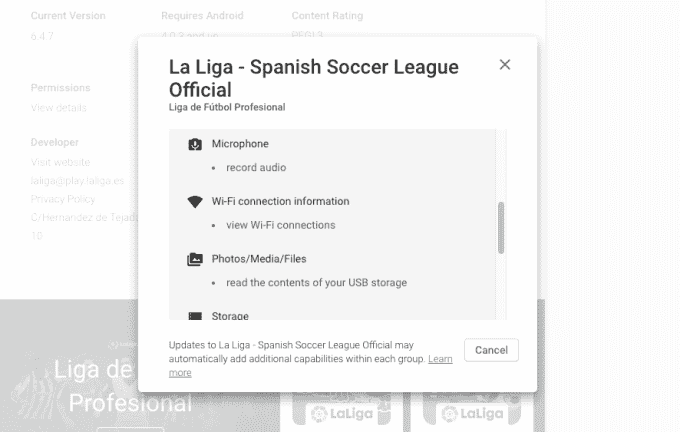 Current Version
Requires Android
Content Rating
6.4.7
4.0.3 and up
PEGI 3
La Liga - Spanish Soccer League
Official
Liga de Fútbol Profesional
Permissions
View details
Developer
Visit website
laliga@play.laliga.es
Privacy Policy
C/Hernandez de Tejada
10
Microphone
• record audio
Wi-Fi connection information
• view Wi-Fi connections
Photos/Media/Files
• read the contents of your USB storage
Storage
Updates to La Liga - Spanish Soccer League Official may
automatically add additional capabilities within each group. Learn
more
Cancel
Liga de
Profesional
LaLiga
LaLiga